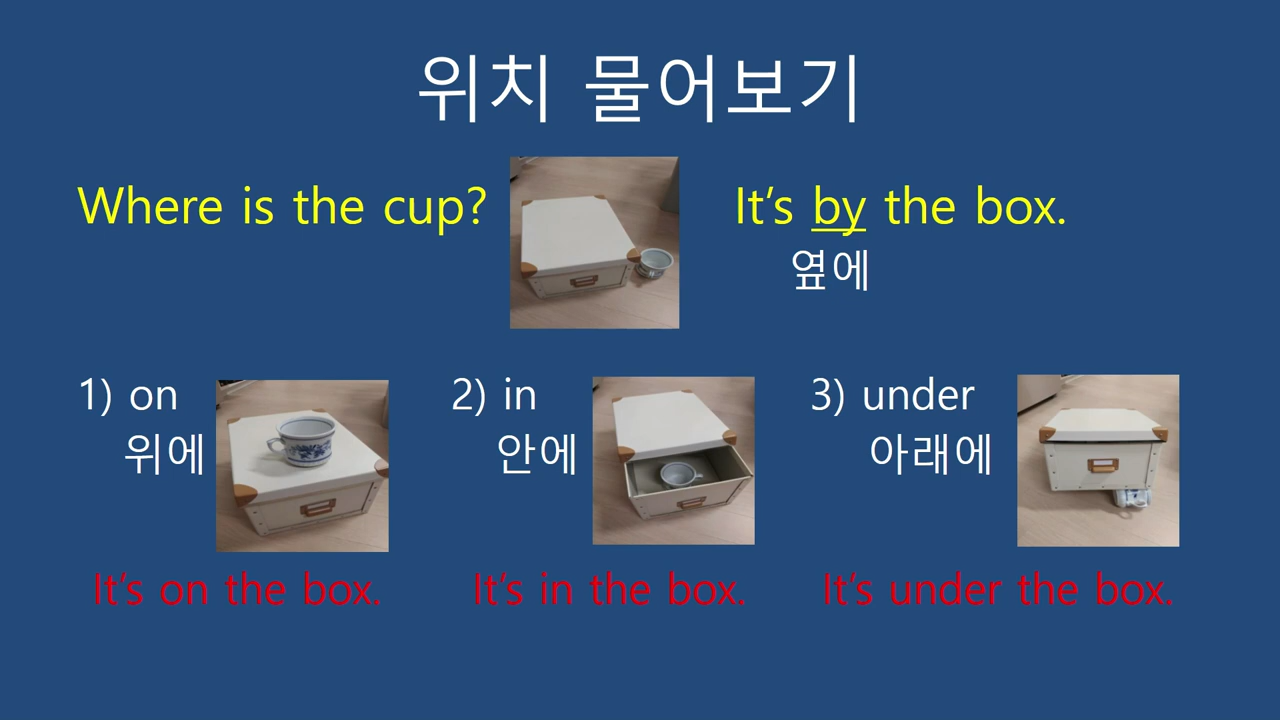 위치 물어보기
Where is the cup?
It's by the box.
옆에
1) on
위에
2) in
안에
3) under
아래에
It's on the box.
It's in the box.
It's under the box.